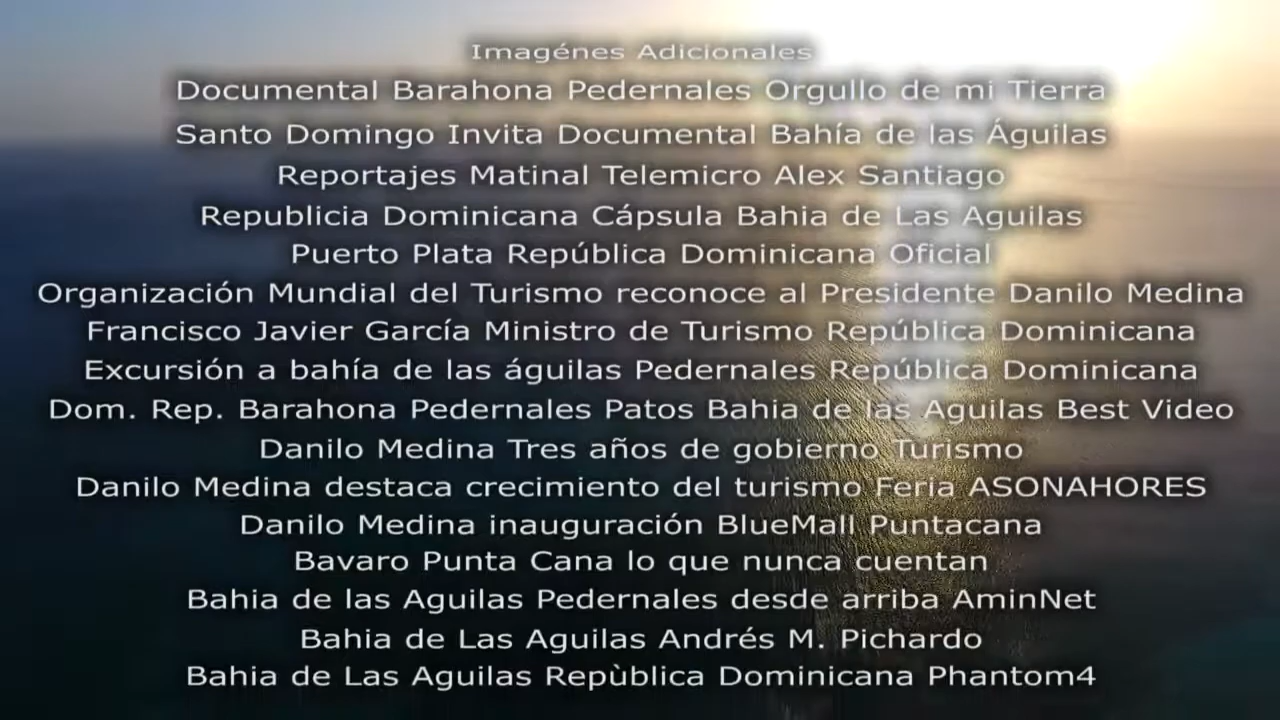 Imagénes Adicionales
Documental Barahona Pedernales Orgullo de mi Tierra
Santo Domingo Invita Documental Bahía de las Águilas
Reportajes Matinal Telemicro Alex Santiago
Republicia Dominicana Cápsula Bahia de Las Aguilas
Puerto Plata República Dominicana Oficial
Organización Mundial del Turismo reconoce al Presidente Danilo Medina
Francisco Javier García Ministro de Turismo República Dominicana
Excursión a bahía de las águilas Pedernales República Dominicana
Dom. Rep. Barahona Pedernales Patos Bahia de las Aguilas Best Video
Danilo Medina Tres años de gobierno Turismo
Danilo Medina destaca crecimiento del turismo Feria ASONAHORES
Danilo Medina inauguración BlueMall Puntacana
Bavaro Punta Cana lo que nunca cuentan
Bahia de las Aguilas Pedernales desde arriba AminNet
Bahia de Las Aguilas Andrés M. Pichardo
Bahia de Las Aguilas Repùblica Dominicana Phantom4